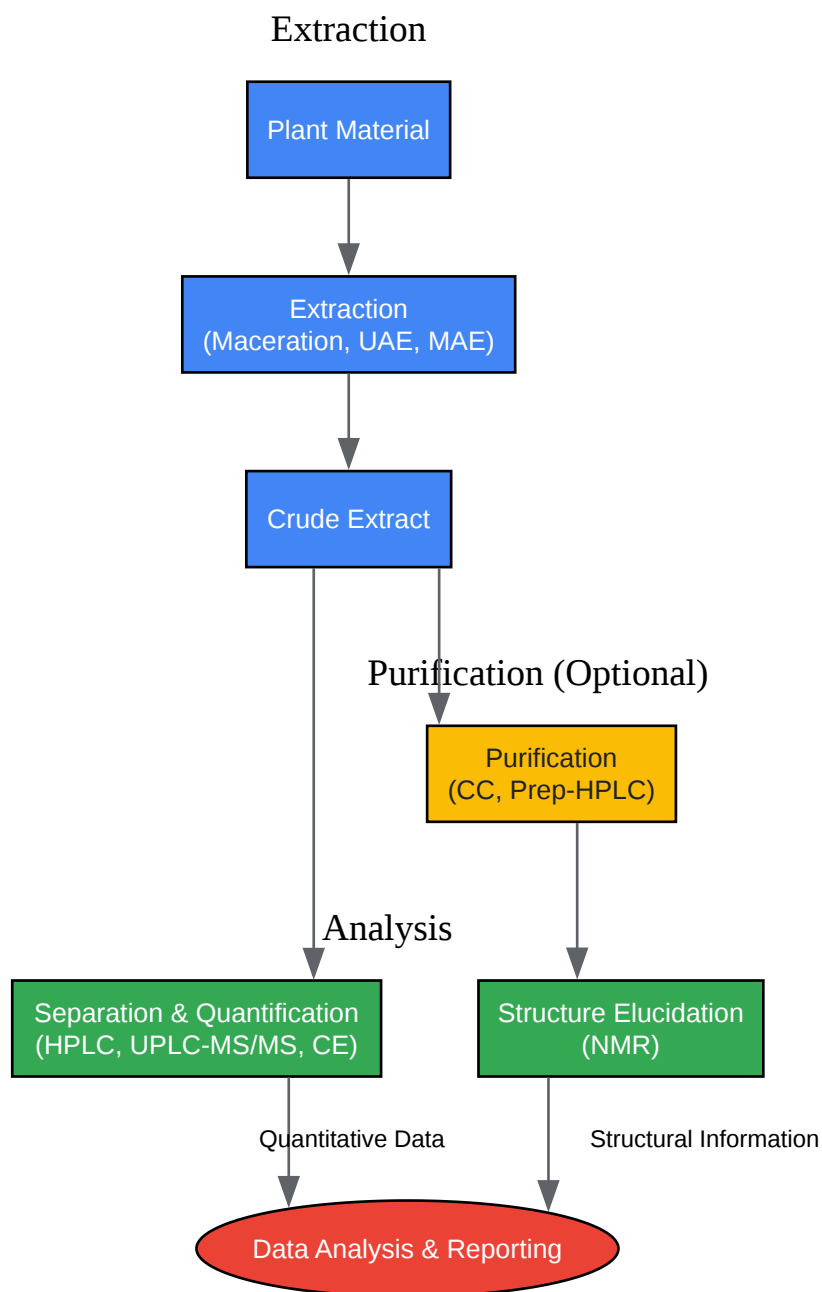 Extraction
Plant Material
Extraction
(Maceration, UAE, MAE)
Crude Extract
Purification (Optional)
Purification
(CC, Prep-HPLC)
Analysis
Separation & Quantification
(HPLC, UPLC-MS/MS, CE)
Structure Elucidation
(NMR)
Quantitative Data
Structural Information
Data Analysis & Reporting